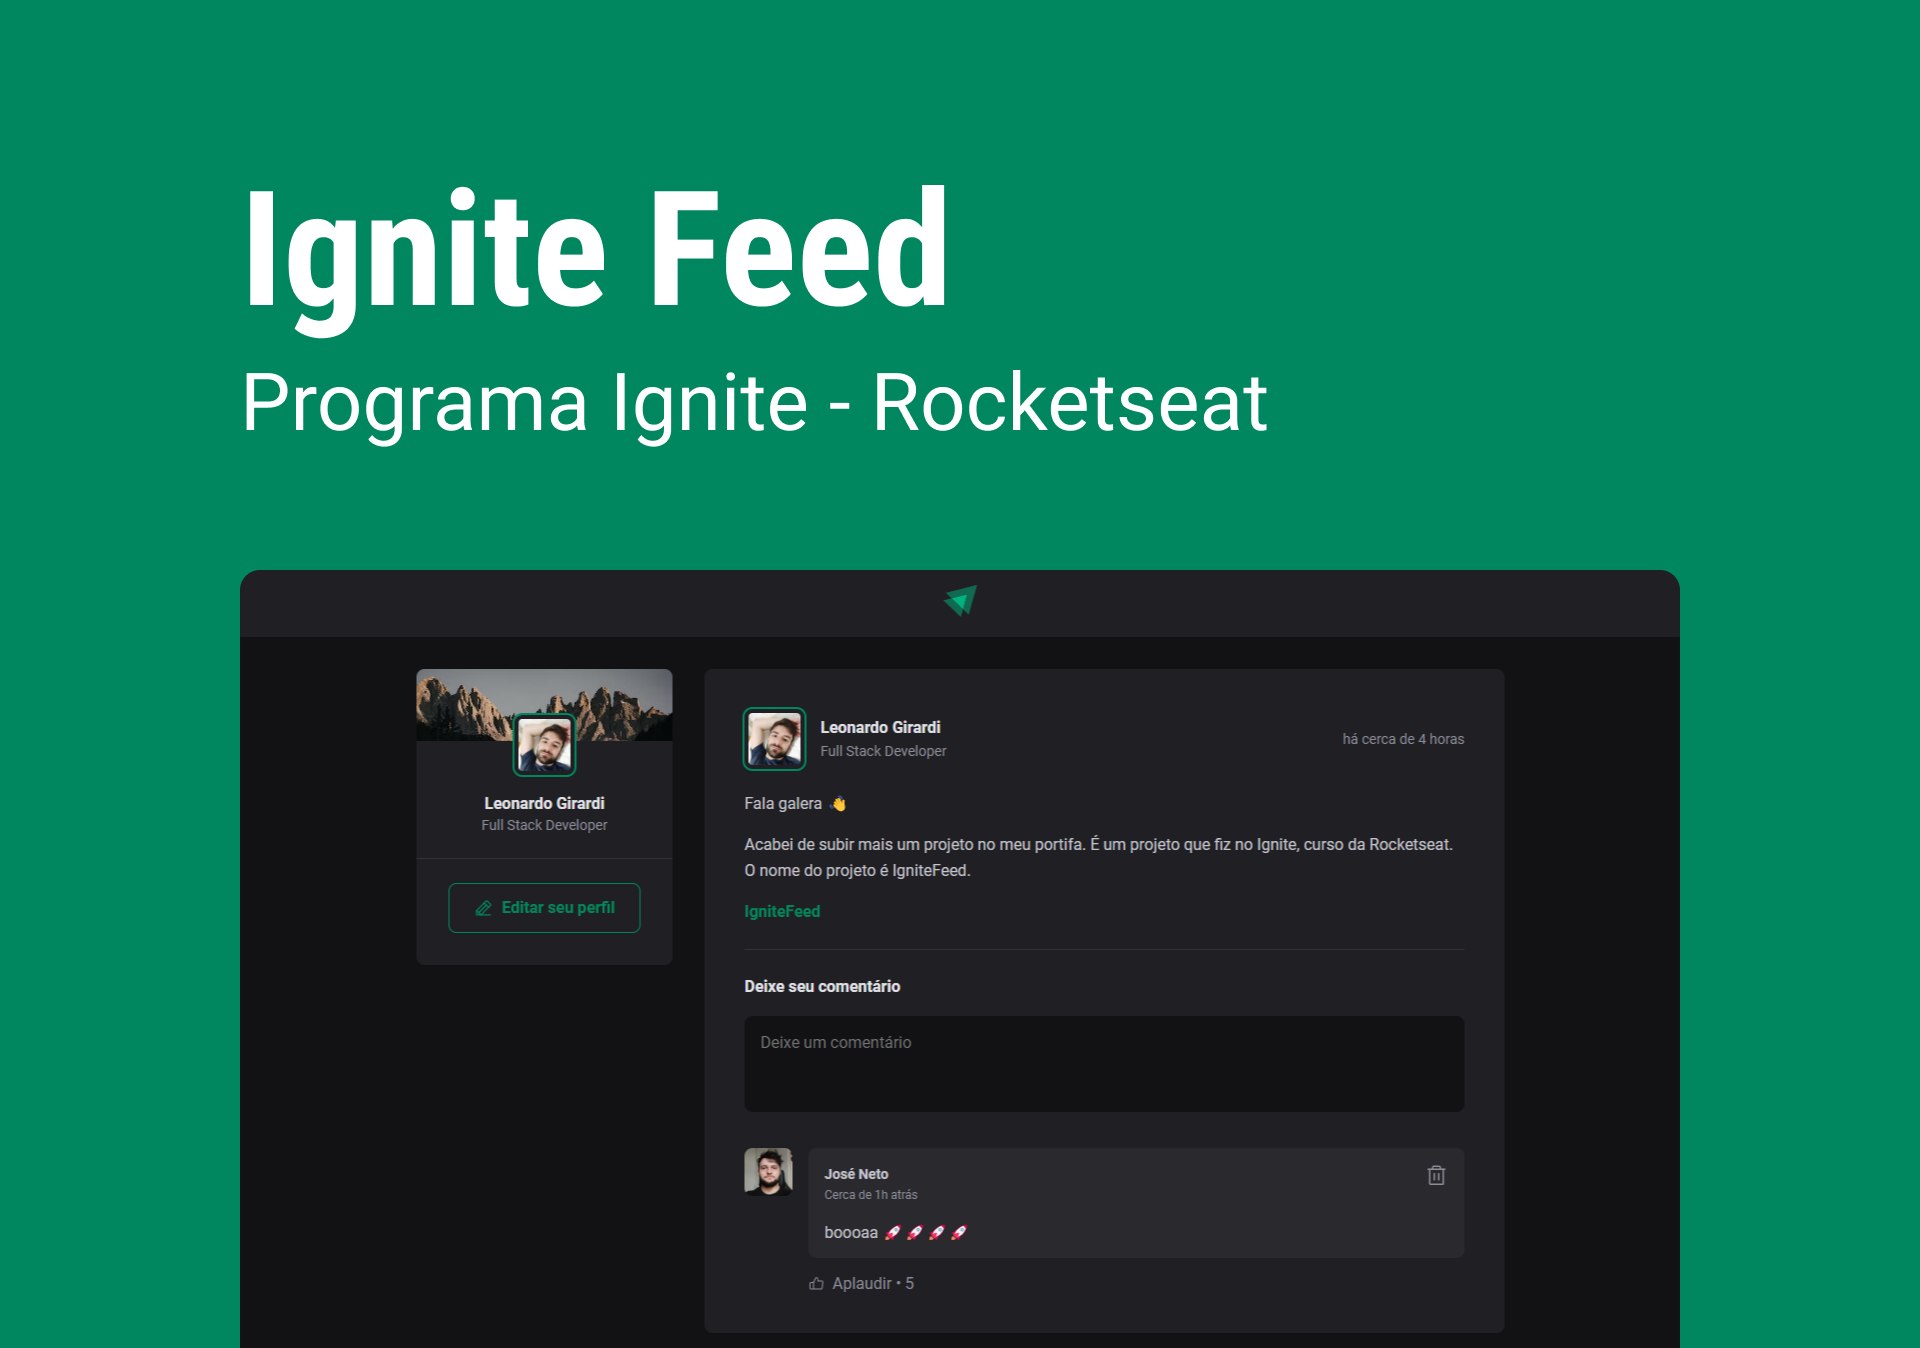 Ignite Feed
Programa Ignite - Rocketseat
Leonardo Girardi
Full Stack Developer
Editar seu perfil
Leonardo Girardi
Full Stack Developer
há cerca de 4 horas
Fala galera 👋
Acabei de subir mais um projeto no meu portifa. É um projeto que fiz no Ignite, curso da Rocketseat.
O nome do projeto é IgniteFeed.
IgniteFeed
Deixe seu comentário
Deixe um comentário
José Neto
Cerca de 1h atrás
boooaa 🚀 🚀 🚀 🚀
Aplaudir • 5